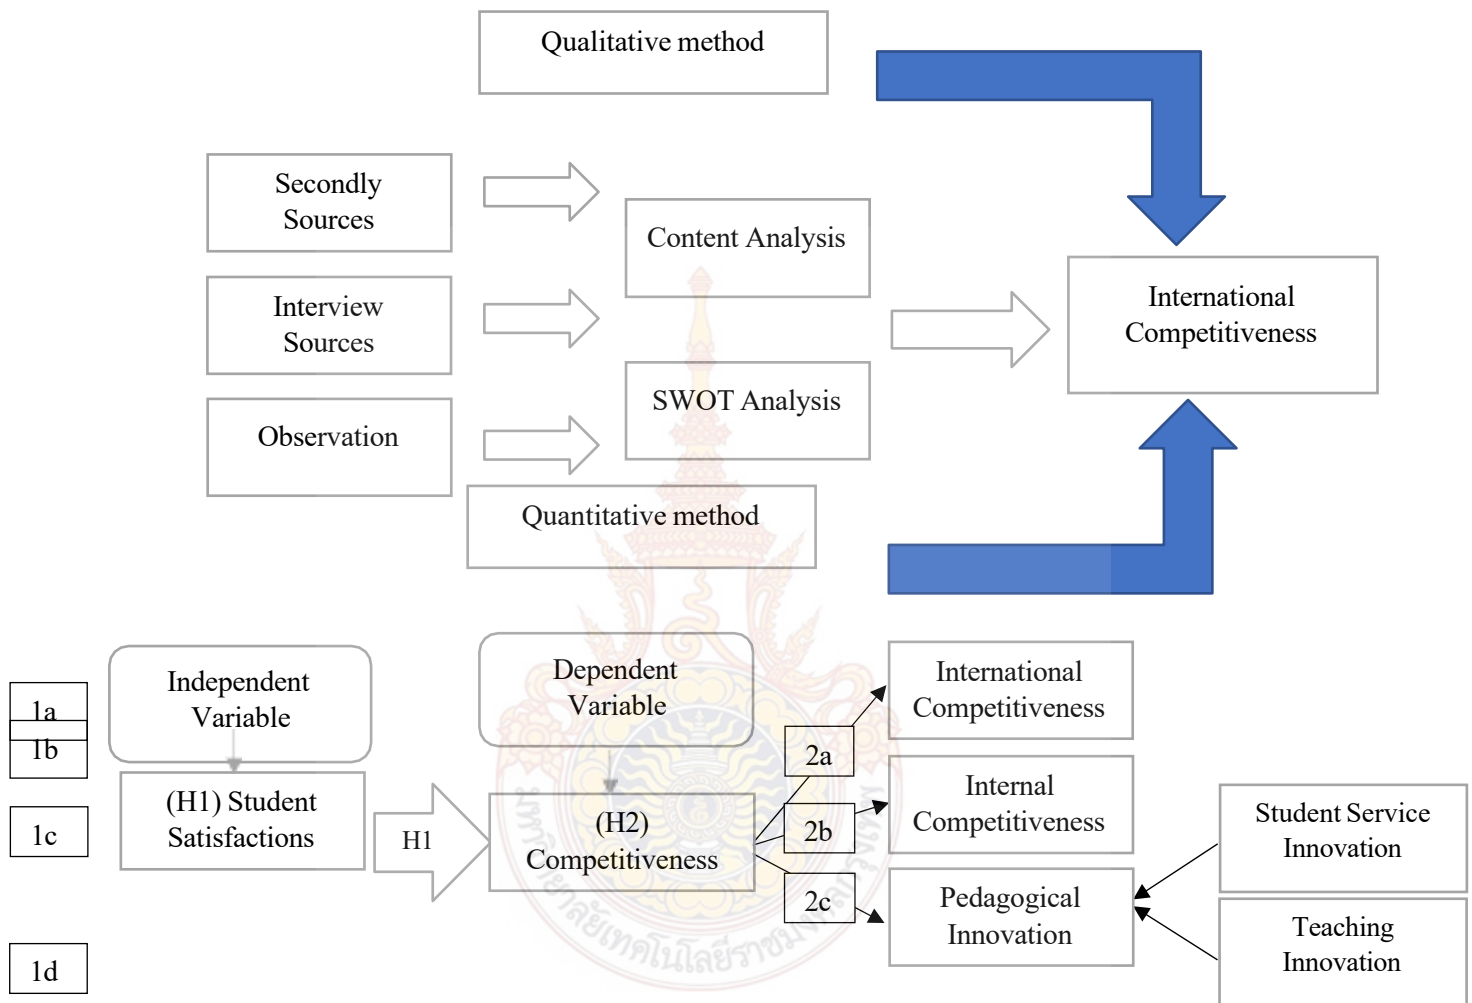 Qualitative method
Secondly
Sources
Content Analysis
International
Competitiveness
Interview
Sources
SWOT Analysis
Observation
Quantitative method
Independent
Variable
Dependent
Variable
International
Competitiveness
1a
1b
2a
(H1) Student
Satisfactions
Internal
Competitiveness
1c
H1
(H2)
Competitiveness
2b
Student Service
Innovation
2c
Pedagogical
Innovation
Teaching
Innovation
1d